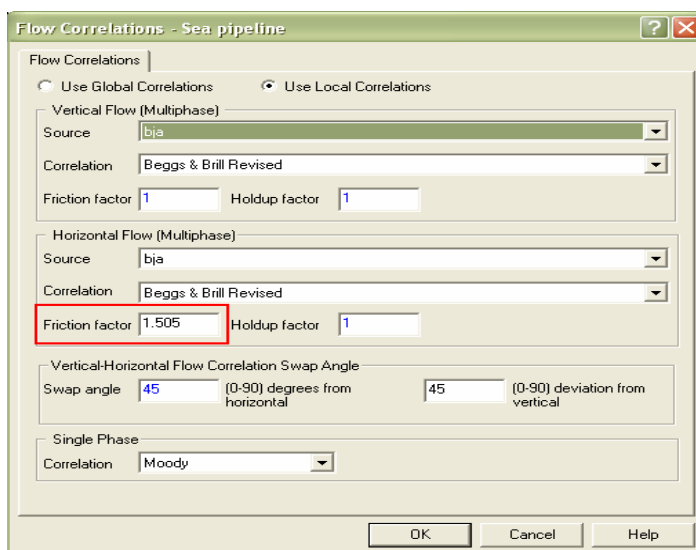 Flow Correlations - Sea pipeline
Flow Correlations
Use Global Correlations Use Local Correlations
Vertical Flow (Multiphase)
Source bja
Correlation Beggs & Brill Revised
Friction factor 1 Holdup factor 1
Horizontal Flow (Multiphase)
Source bja
Correlation Beggs & Brill Revised
Friction factor 1.505 Holdup factor 1
Vertical-Horizontal Flow Correlation Swap Angle
Swap angle 45 (0-90) degrees from horizontal 45 (0-90) deviation from vertical
Single Phase
Correlation Moody
OK Cancel Help